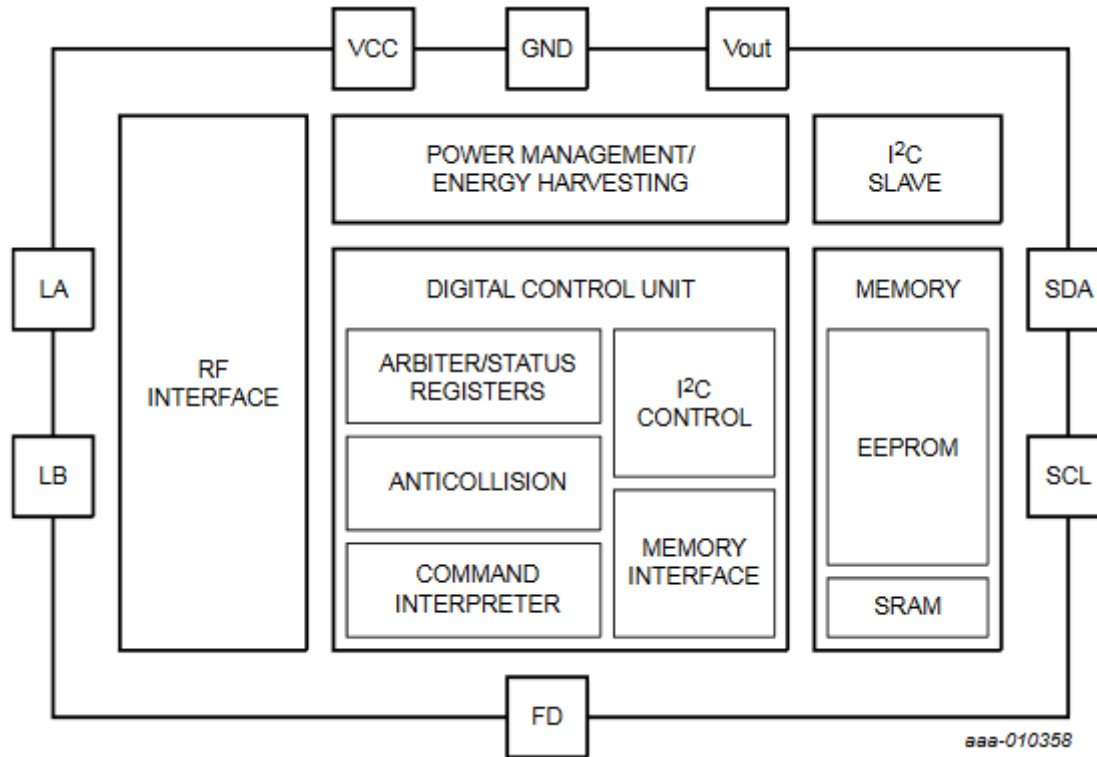 VCC
GND
Vout
POWER MANAGEMENT/
ENERGY HARVESTING
I²C
SLAVE
LA
LB
RF
INTERFACE
DIGITAL CONTROL UNIT
ARBITER/STATUS
REGISTERS
ANTICOLLISION
COMMAND
INTERPRETER
I²C
CONTROL
MEMORY
INTERFACE
MEMORY
EEPROM
SRAM
SDA
SCL
FD
aaa-010358